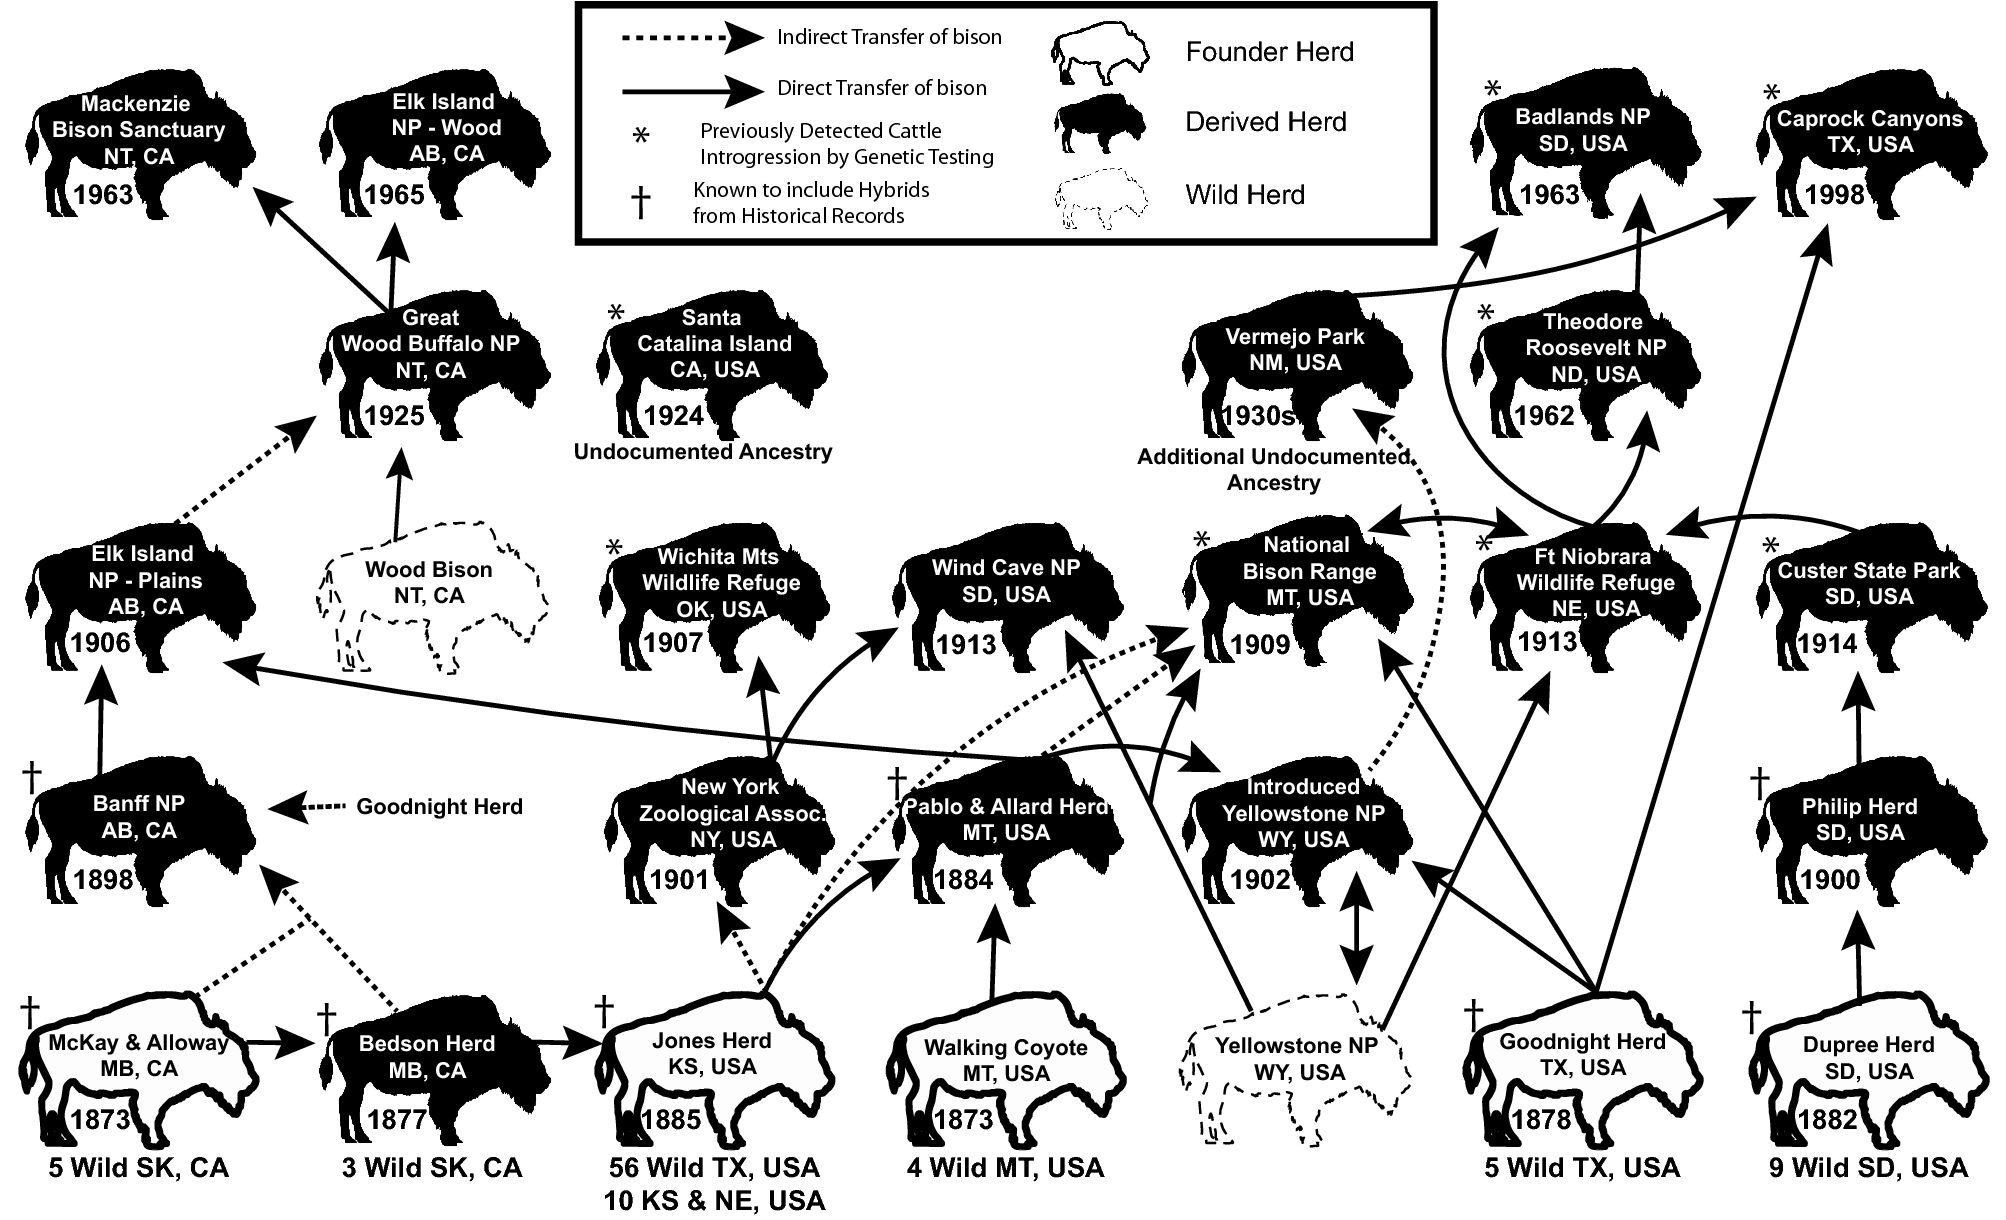 Indirect Transfer of bison
Direct Transfer of bison
*
Previously Detected Cattle
Introgression by Genetic Testing
†
Known to include Hybrids
from Historical Records
Founder Herd
Derived Herd
Wild Herd
Mackenzie
Bison Sanctuary
NT, CA
1963
Elk Island
NP - Wood
AB, CA
1965
*
Badlands NP
SD, USA
1963
*
Caprock Canyons
TX, USA
1998
Great
Wood Buffalo NP
NT, CA
1925
*
Santa
Catalina Island
CA, USA
1924
Undocumented Ancestry
Vermejo Park
NM, USA
1930s
Additional Undocumented
Ancestry
*
Theodore
Roosevelt NP
ND, USA
1962
Elk Island
NP - Plains
AB, CA
1906
Wood Bison
NT, CA
*
Wichita Mts
Wildlife Refuge
OK, USA
1907
Wind Cave NP
SD, USA
1913
*
National
Bison Range
MT, USA
1909
*
Ft Niobrara
Wildlife Refuge
NE, USA
1913
*
Custer State Park
SD, USA
1914
†
Banff NP
AB, CA
1898
Goodnight Herd
New York
Zoological Assoc.
NY, USA
1901
†
Pablo & Allard Herd
MT, USA
1884
Introduced
Yellowstone NP
WY, USA
1902
†
Philip Herd
SD, USA
1900
†
McKay & Alloway
MB, CA
1873
5 Wild SK, CA
†
Bedson Herd
MB, CA
1877
3 Wild SK, CA
†
Jones Herd
KS, USA
1885
56 Wild TX, USA
10 KS & NE, USA
Walking Coyote
MT, USA
1873
4 Wild MT, USA
Yellowstone NP
WY, USA
†
Goodnight Herd
TX, USA
1878
5 Wild TX, USA
†
Dupree Herd
SD, USA
1882
9 Wild SD, USA